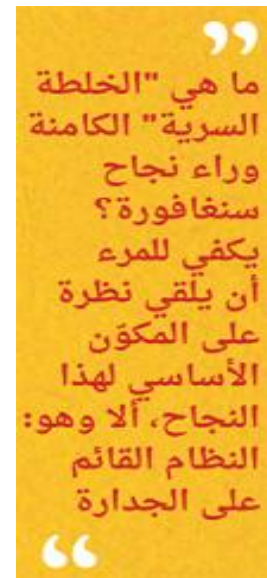 ما هي "الخلطة
السرية" الكامنة
وراء نجاح
سنغافورة؟
يكفي للمرء
أن يلقي نظرة
على المكوّن
الأساسي لهذا
النجاح، ألا وهو:
النظام القائم
على الجدارة